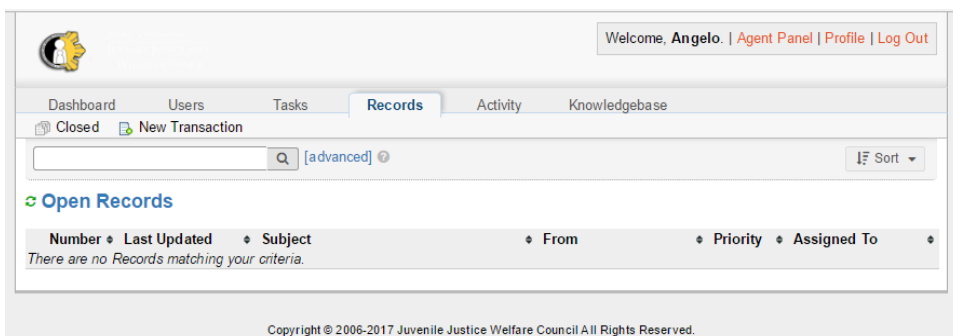 Welcome, Angelo. | Agent Panel | Profile | Log Out
Dashboard Users Tasks Records Activity Knowledgebase
Closed New Transaction
[advanced] Sort
Open Records
Number Last Updated Subject From Priority Assigned To
There are no Records matching your criteria.
Copyright © 2006-2017 Juvenile Justice Welfare Council All Rights Reserved.